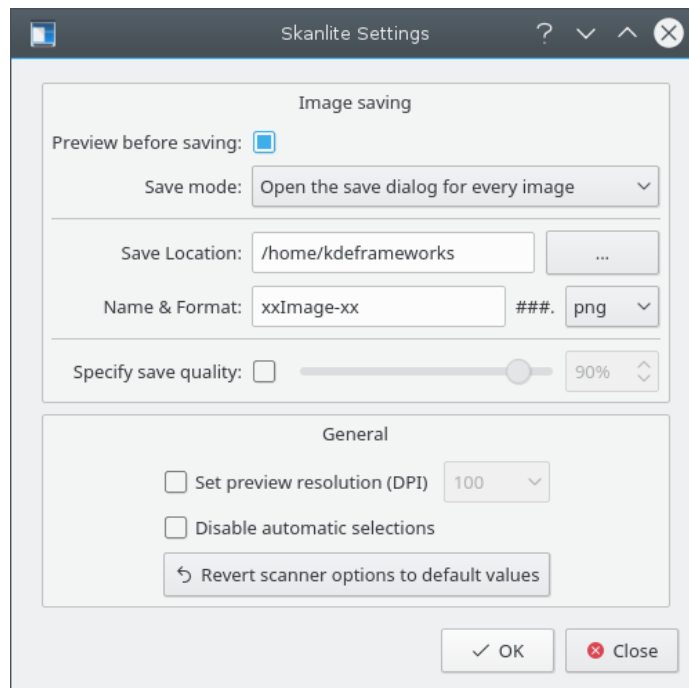 Skanlite Settings ?
Image saving
Preview before saving:
Save mode: Open the save dialog for every image
Save Location: /home/kdeframeworks ...
Name & Format: xxImage-xx ###. png
Specify save quality: 90%
General
Set preview resolution (DPI) 100
Disable automatic selections
Revert scanner options to default values
OK Close